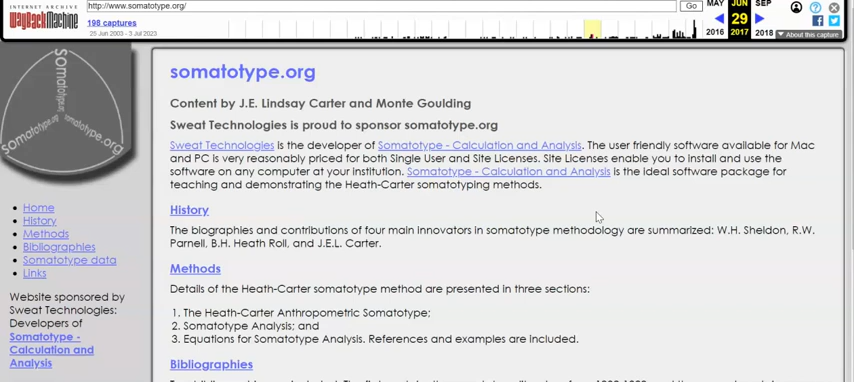 INTERNET ARCHIVE
WayBackMachine
http://www.somatotype.org/
Go
198 captures
25 Jun 2003 - 3 Jul 2023
MAY JUN SEP
29
2016 2017 2018
About this capture
somatotype.org
somatotype.org
somatotype.org
Home
History
Methods
Bibliographies
Somatotype data
Links
Website sponsored by
Sweat Technologies:
Developers of
Somatotype -
Calculation and
Analysis
somatotype.org
Content by J.E. Lindsay Carter and Monte Goulding
Sweat Technologies is proud to sponsor somatotype.org
Sweat Technologies is the developer of Somatotype - Calculation and Analysis. The user friendly software available for Mac
and PC is very reasonably priced for both Single User and Site Licenses. Site Licenses enable you to install and use the
software on any computer at your institution. Somatotype - Calculation and Analysis is the ideal software package for
teaching and demonstrating the Heath-Carter somatotyping methods.
History
The biographies and contributions of four main innovators in somatotype methodology are summarized: W.H. Sheldon, R.W.
Parnell, B.H. Heath Roll, and J.E.L. Carter.
Methods
Details of the Heath-Carter somatotype method are presented in three sections:
1. The Heath-Carter Anthropometric Somatotype;
2. Somatotype Analysis; and
3. Equations for Somatotype Analysis. References and examples are included.
Bibliographies